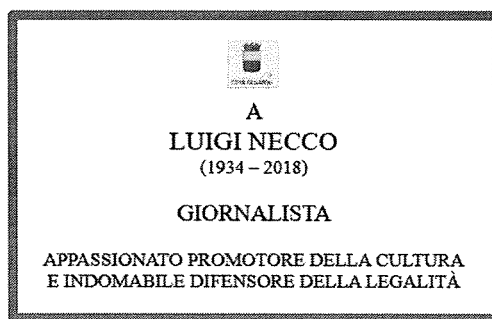 A
LUIGI NECCO
(1934 – 2018)
GIORNALISTA
APPASSIONATO PROMOTORE DELLA CULTURA
E INDOMABILE DIFENSORE DELLA LEGALITÀ